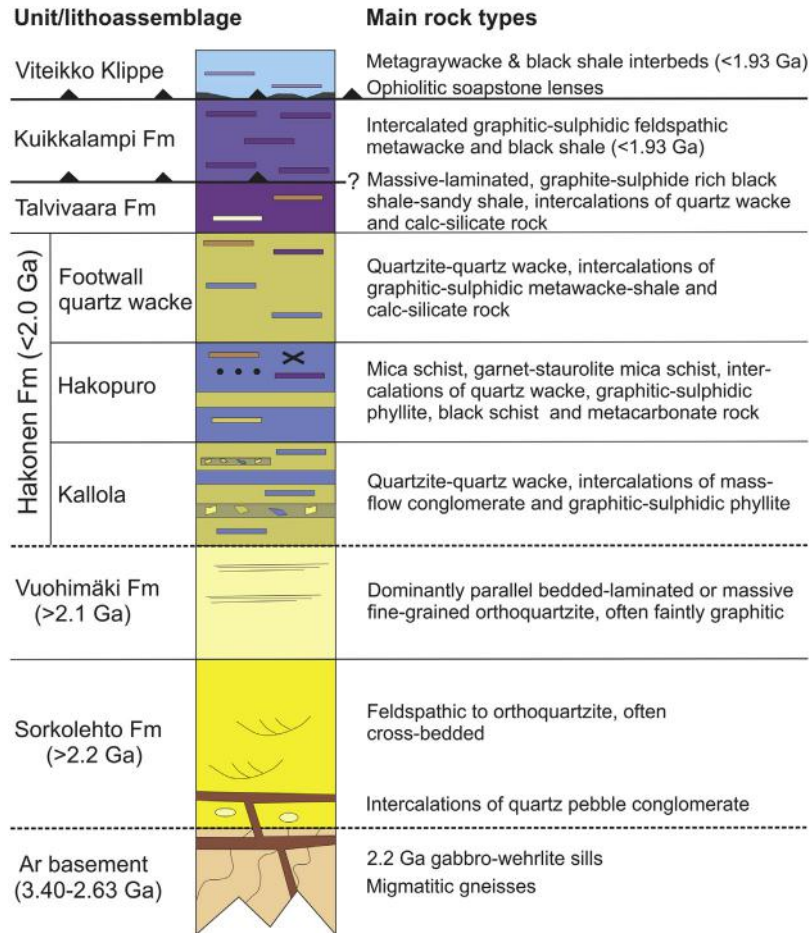 Unit/lithoassemblage
Main rock types
Viteikko Klippe
Metagraywacke & black shale interbeds (<1.93 Ga)
Ophiolitic soapstone lenses
Kuikkalampi Fm
Intercalated graphitic-sulphidic feldspathic
metawacke and black shale (<1.93 Ga)
?
Talvivaara Fm
Massive-laminated, graphite-sulphide rich black
shale-sandy shale, intercalations of quartz wacke
and calc-silicate rock
Hakonen Fm (<2.0 Ga)
Footwall
quartz wacke
Quartzite-quartz wacke, intercalations of
graphitic-sulphidic metawacke-shale and
calc-silicate rock
Hakopuro
Mica schist, garnet-staurolite mica schist, inter-
calations of quartz wacke, graphitic-sulphidic
phyllite, black schist and metacarbonate rock
Kallola
Quartzite-quartz wacke, intercalations of mass-
flow conglomerate and graphitic-sulphidic phyllite
Vuohimäki Fm
(>2.1 Ga)
Dominantly parallel bedded-laminated or massive
fine-grained orthoquartzite, often faintly graphitic
Sorkolehto Fm
(>2.2 Ga)
Feldspathic to orthoquartzite, often
cross-bedded
Intercalations of quartz pebble conglomerate
Ar basement
(3.40-2.63 Ga)
2.2 Ga gabbro-wehrlite sills
Migmatitic gneisses